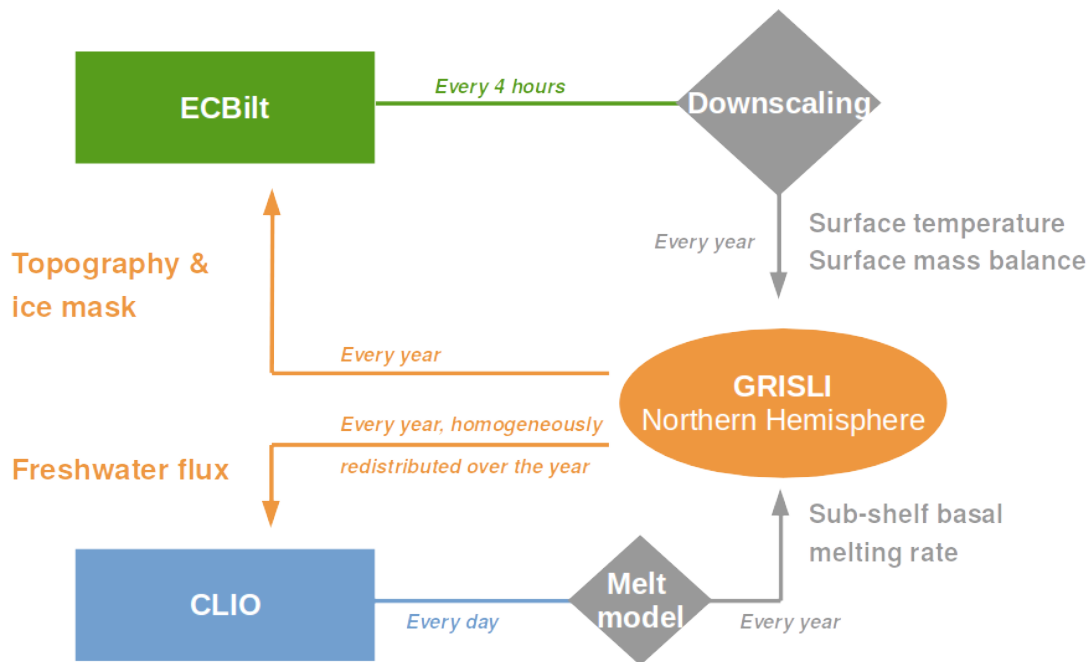 ECBilt
Every 4 hours
Downscaling
Every year
Surface temperature
Surface mass balance
Topography &
ice mask
Every year
GRISLI
Northern Hemisphere
Every year, homogeneously
redistributed over the year
Freshwater flux
Sub-shelf basal
melting rate
CLIO
Every day
Melt
model
Every year